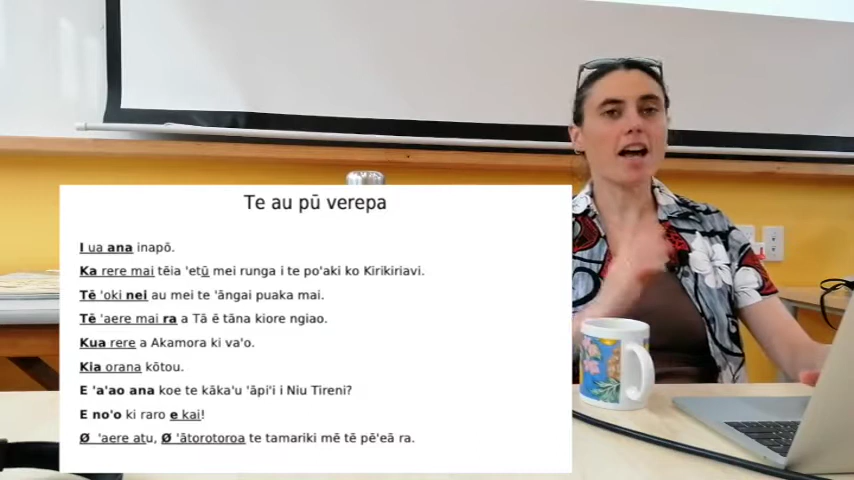 Te au pū verepa
I ua ana inapō.
Ka rere mai tēia 'etū mei runga i te po'aki ko Kirikiriavi.
Tē 'oki nei au mei te 'āngai puaka mai.
Tē 'aere mai ra a Tā ē tāna kiore ngiao.
Kua rere a Akamora ki va'o.
Kia orana kōtou.
E 'a'ao ana koe te kāka'u 'āpi'i i Niu Tireni?
E no'o ki raro e kai!
Ø 'aere atu, Ø 'ātorotoroa te tamariki mē tē pē'eā ra.